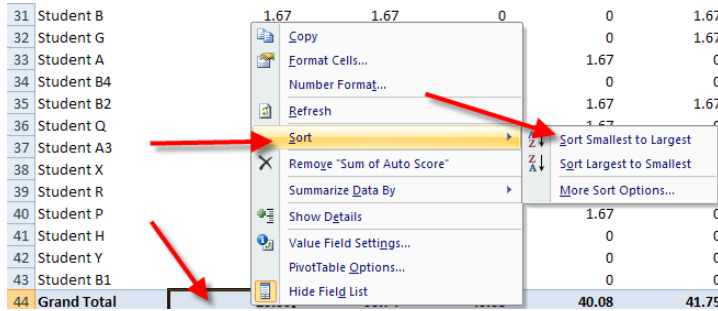 31 Student B 1.67 1.67 0 0 1.67
32 Student G 0 0
Copy
33 Student A 1.67 0
Format Cells...
34 Student B4 0 0
Number Format...
35 Student B2 1.67 1.67
Refresh
36 Student Q 1.67 0
37 Student A3
Sort
Sort Smallest to Largest
38 Student X
Remove "Sum of Auto Score"
Sort Largest to Smallest
39 Student R
Summarize Data By
More Sort Options...
40 Student P 1.67 0
Show Details
41 Student H 0 0
Value Field Settings...
42 Student Y 0 0
PivotTable Options...
43 Student B1 0 0
Hide Field List
44 Grand Total 40.08 41.75